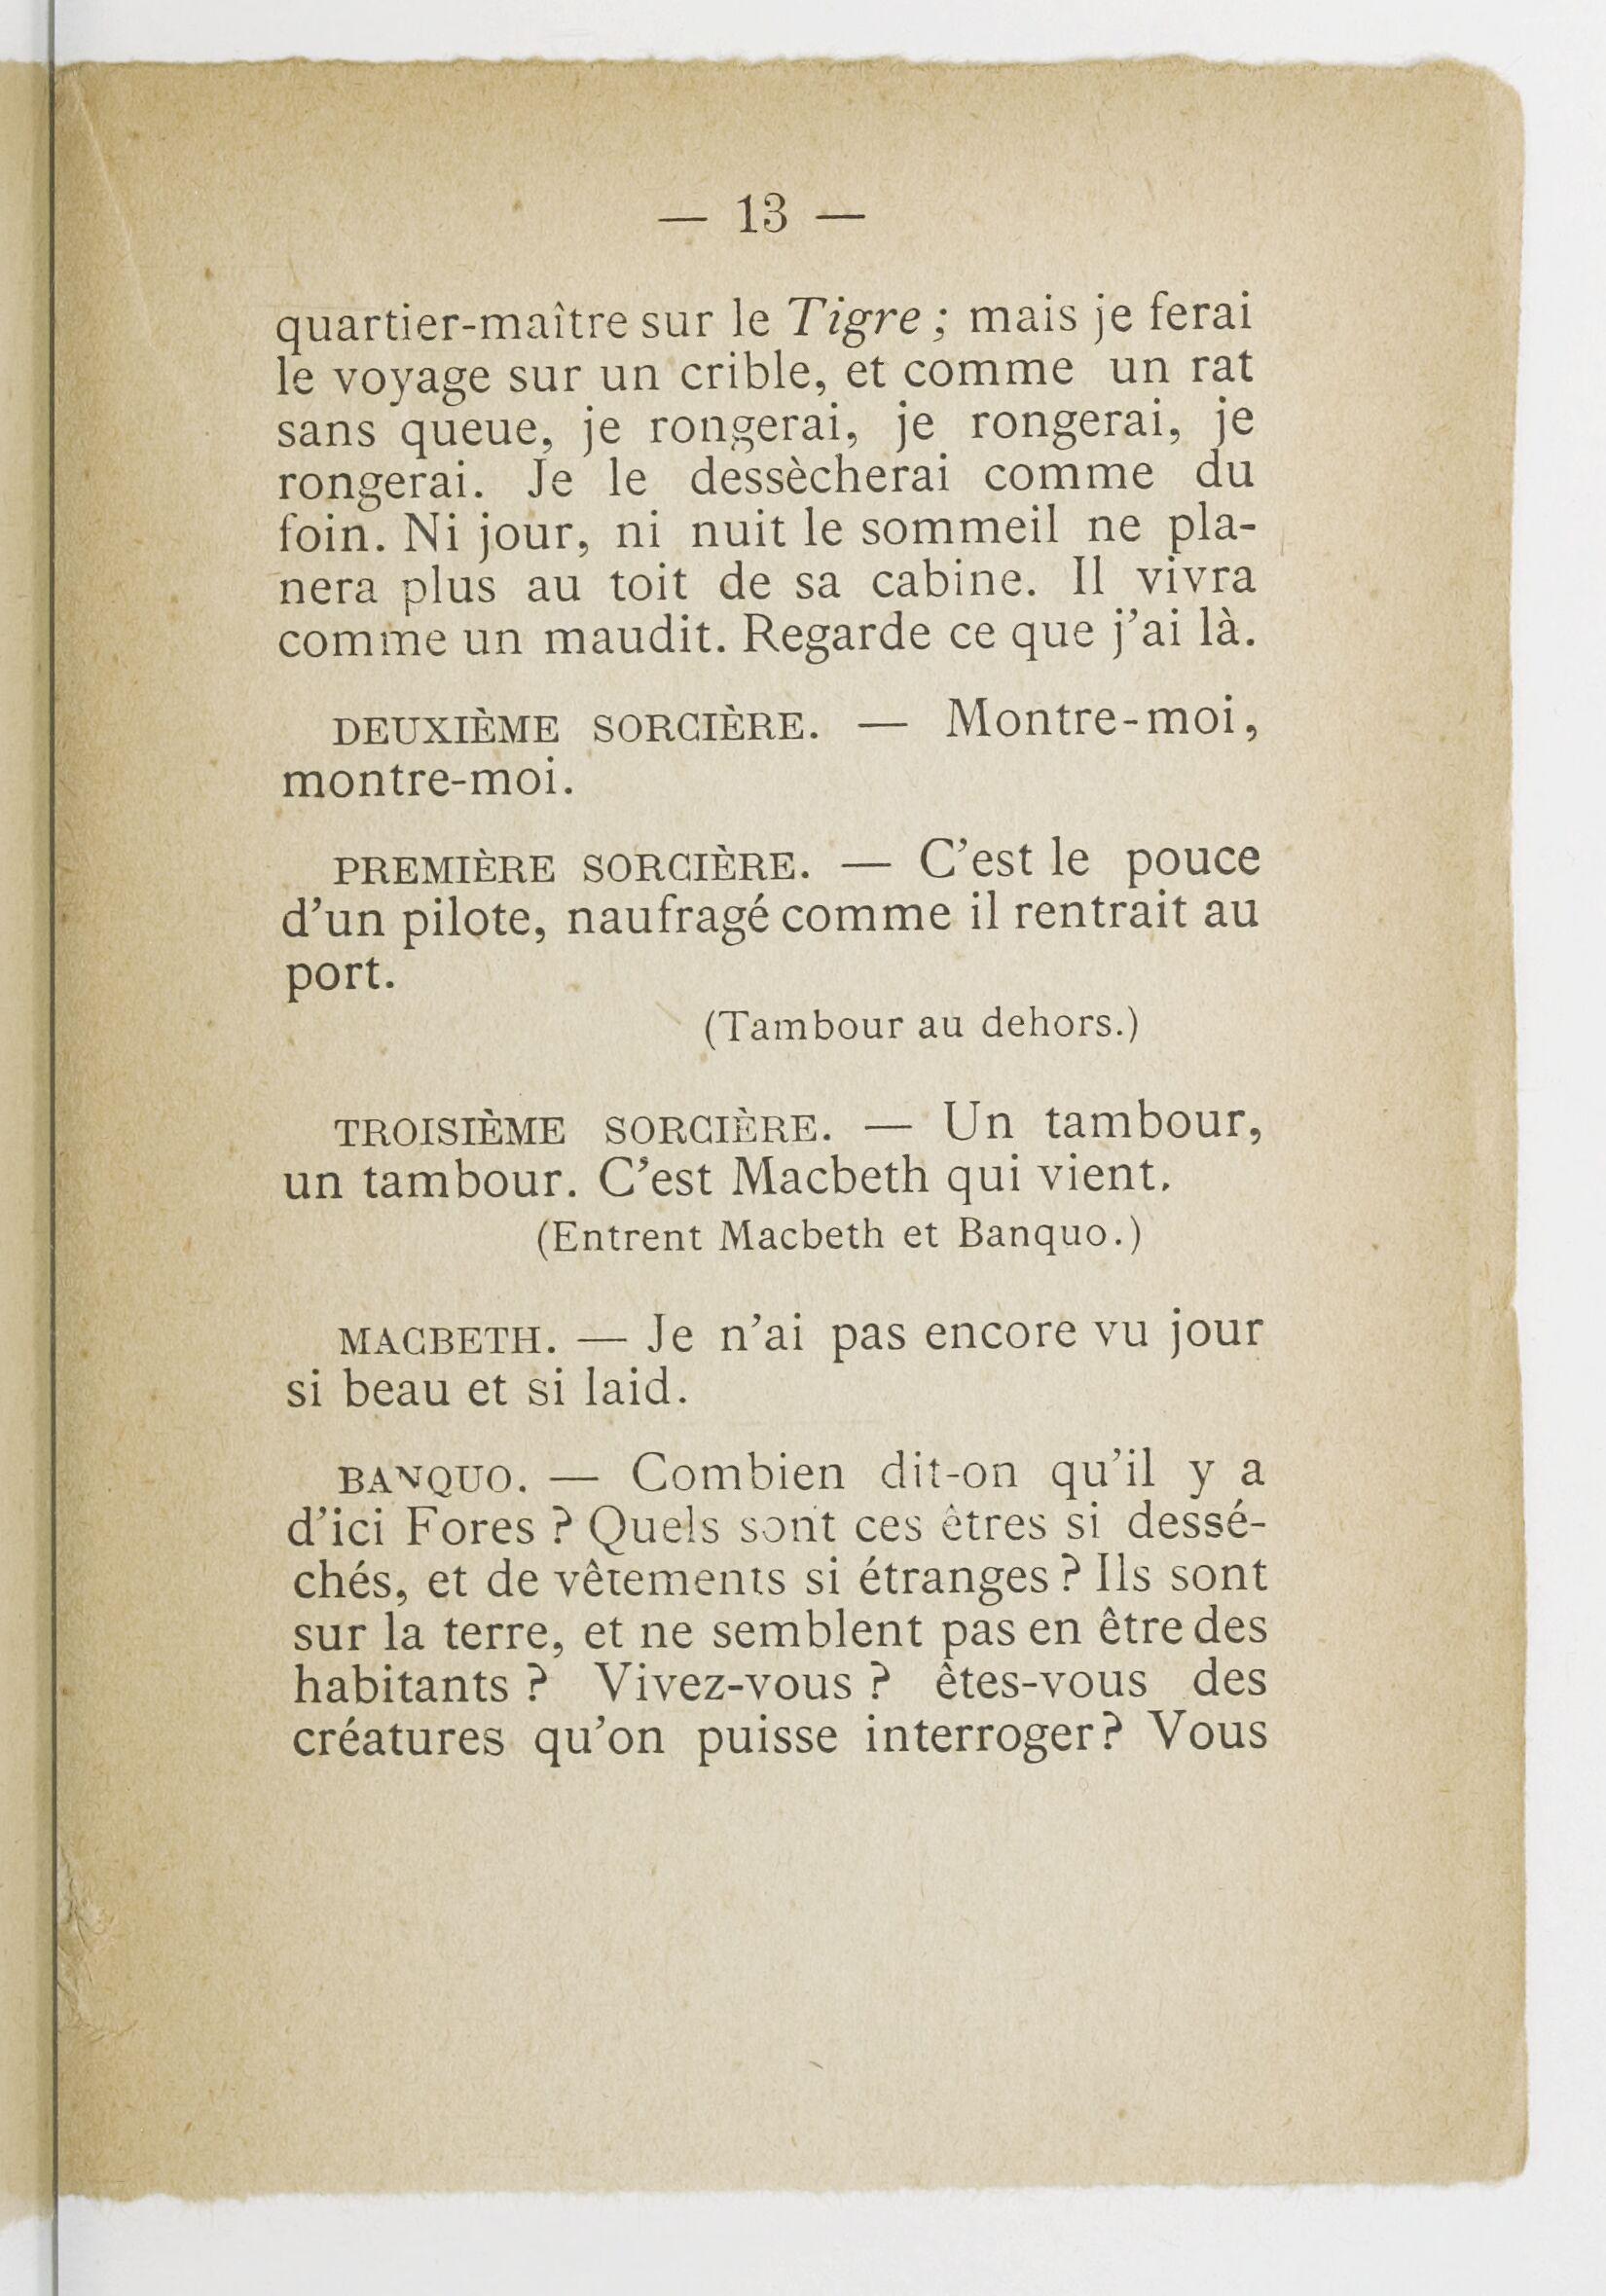 — 13 —
quartier-maître sur le Tigre ; mais je ferai
le voyage sur un crible, et comme un rat
sans queue, je rongerai, je rongerai, je
rongerai. Je le dessècherai comme du
foin. Ni jour, ni nuit le sommeil ne pla-
nera plus au toit de sa cabine. Il vivra
comme un maudit. Regarde ce que j’ai là.
DEUXIÈME SORCIÈRE. — Montre-moi,
montre-moi.
PREMIÈRE SORCIÈRE. — C’est le pouce
d’un pilote, naufragé comme il rentrait au
port.
(Tambour au dehors.)
TROISIÈME SORCIÈRE. — Un tambour,
un tambour. C’est Macbeth qui vient.
(Entrent Macbeth et Banquo.)
MACBETH. — Je n’ai pas encore vu jour
si beau et si laid.
BANQUO. — Combien dit-on qu’il y a
d’ici Fores ? Quels sont ces êtres si dessé-
chés, et de vêtements si étranges ? Ils sont
sur la terre, et ne semblent pas en être des
habitants ? Vivez-vous ? êtes-vous des
créatures qu’on puisse interroger ? Vous